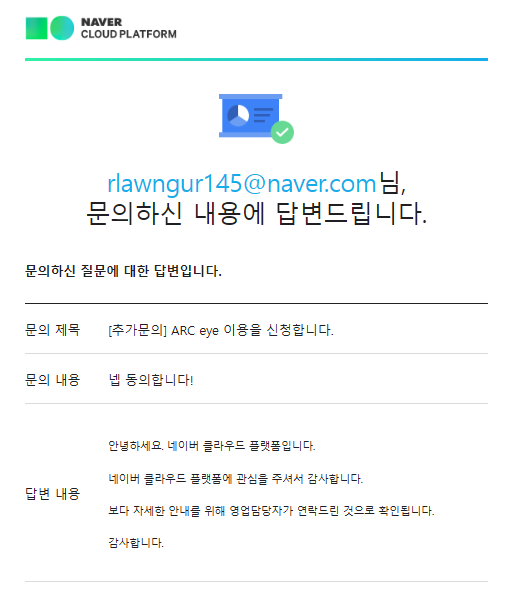 NAVER
CLOUD PLATFORM
rlawngur145@naver.com님,
문의하신 내용에 답변드립니다.
문의하신 질문에 대한 답변입니다.
문의 제목 [추가문의] ARC eye 이용을 신청합니다.
문의 내용 넵 동의합니다!
답변 내용
안녕하세요. 네이버 클라우드 플랫폼입니다.
네이버 클라우드 플랫폼에 관심을 주셔서 감사합니다.
보다 자세한 안내를 위해 영업담당자가 연락드린 것으로 확인됩니다.
감사합니다.